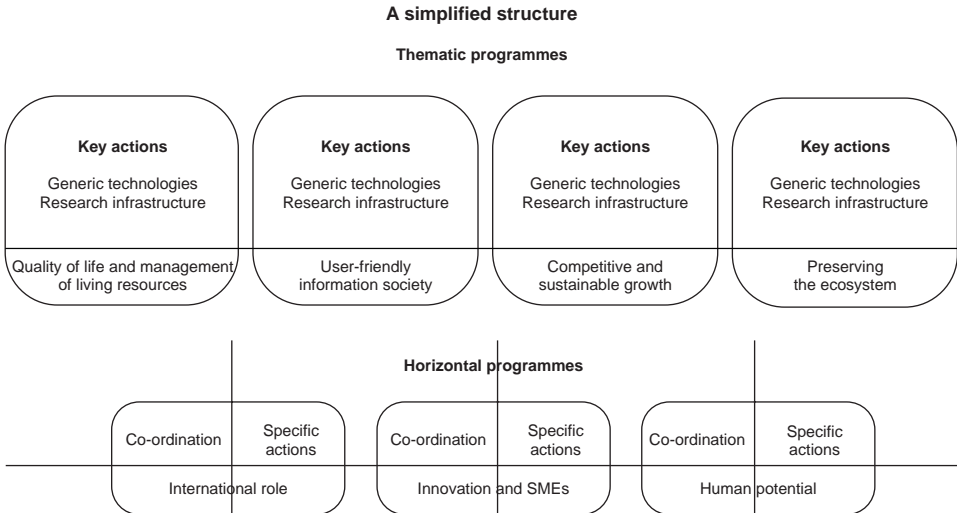 A simplified structure
Thematic programmes
Key actions
Generic technologies
Research infrastructure
Quality of life and management
of living resources
Key actions
Generic technologies
Research infrastructure
User-friendly
information society
Key actions
Generic technologies
Research infrastructure
Competitive and
sustainable growth
Key actions
Generic technologies
Research infrastructure
Preserving
the ecosystem
Horizontal programmes
Co-ordination
Specific
actions
International role
Co-ordination
Specific
actions
Innovation and SMEs
Co-ordination
Specific
actions
Human potential